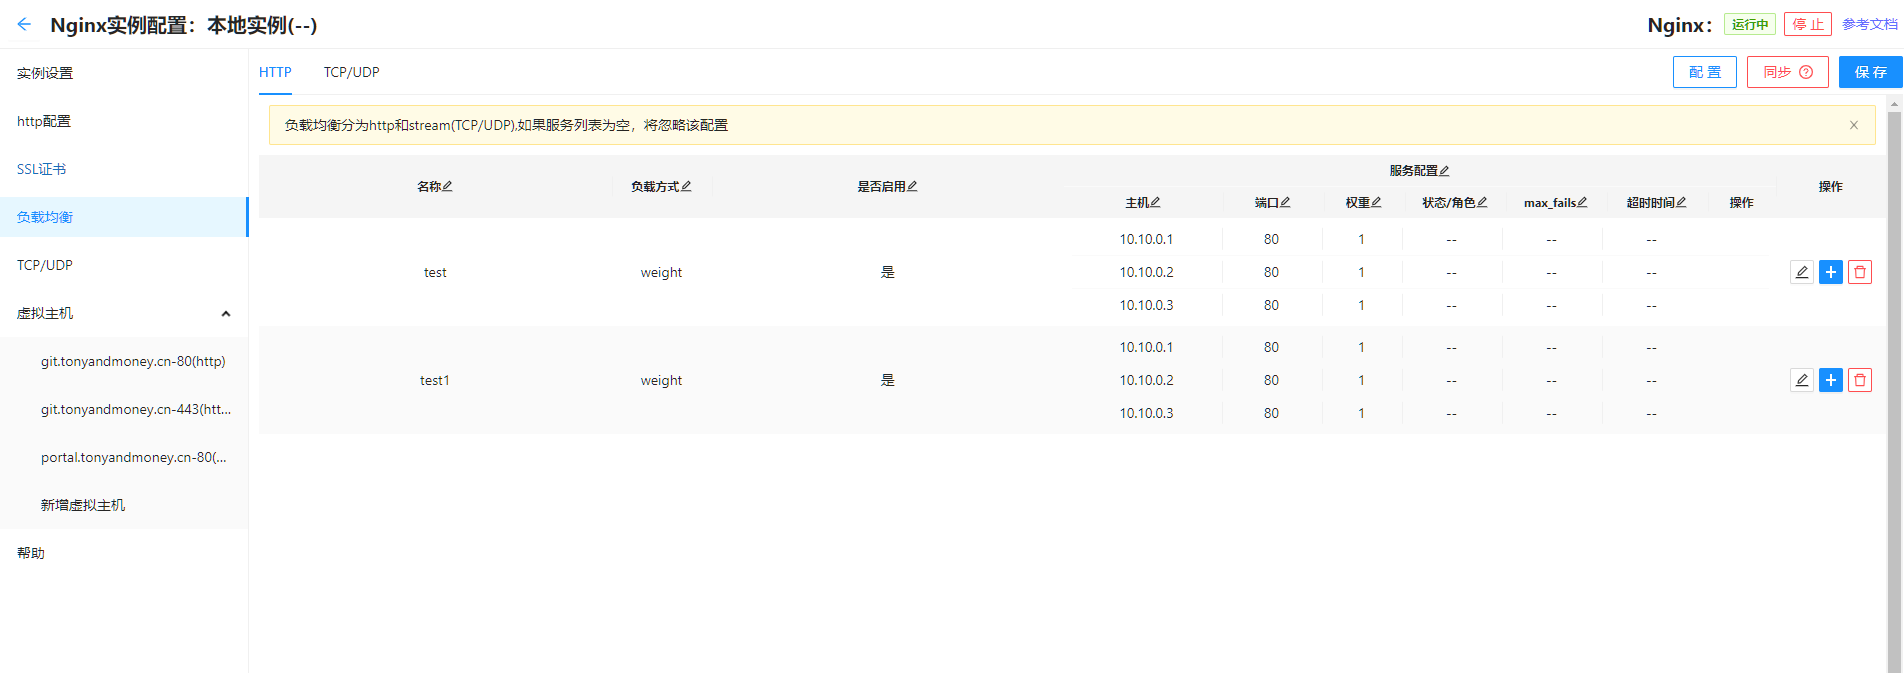 Nginx实例配置：本地实例(--)
Nginx： 运行中 停 止 参考文档
实例设置
http配置
SSL证书
负载均衡
TCP/UDP
虚拟主机
git.tonyandmoney.cn-80(http)
git.tonyandmoney.cn-443(htt...
portal.tonyandmoney.cn-80(...
新增虚拟主机
帮助
HTTP TCP/UDP 配 置 同步 保 存
负载均衡分为http和stream(TCP/UDP),如果服务列表为空，将忽略该配置
名称 负载方式 是否启用 服务配置 操作
主机 端口 权重 状态/角色 max_fails 超时时间 操作
test weight 是
10.10.0.1 80 1 -- -- --
10.10.0.2 80 1 -- -- --
10.10.0.3 80 1 -- -- --
test1 weight 是
10.10.0.1 80 1 -- -- --
10.10.0.2 80 1 -- -- --
10.10.0.3 80 1 -- -- --